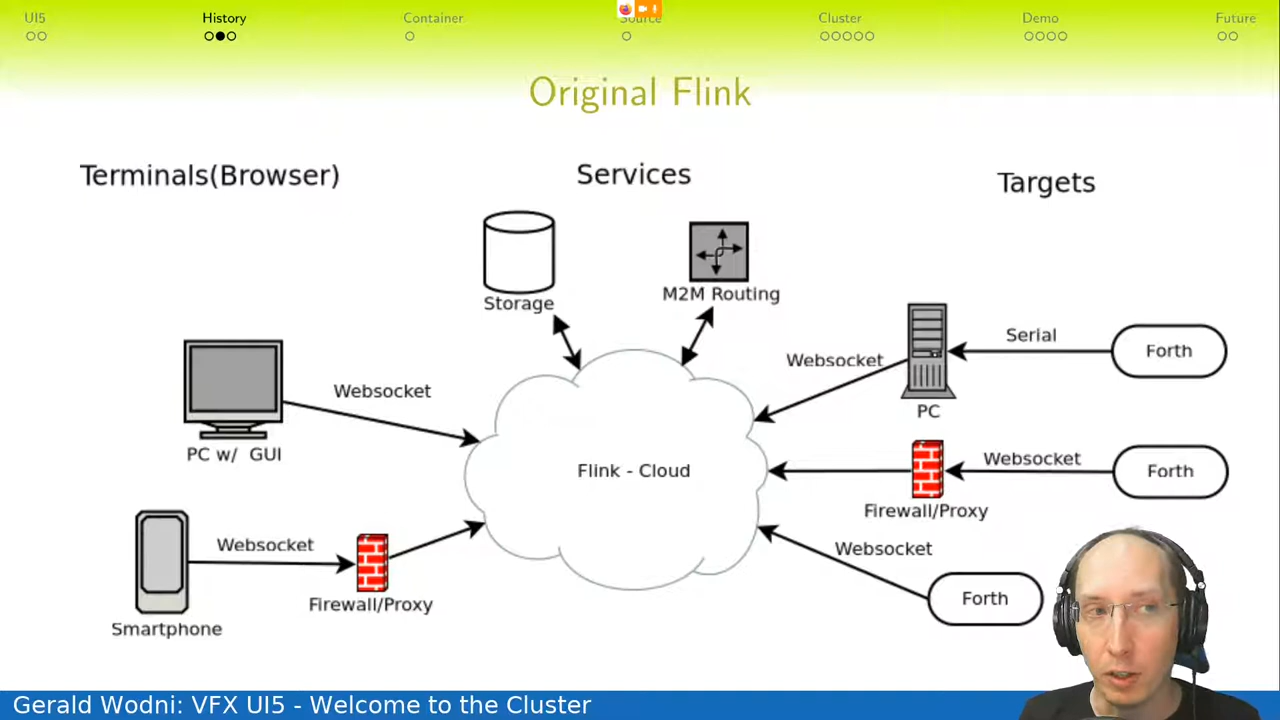 UI5 History Container Source Cluster Demo Future
Original Flink
Terminals(Browser) Services Targets
Storage
M2M Routing
Serial
Forth
Websocket
PC
Websocket
PC w/ GUI
Flink - Cloud
Websocket
Forth
Firewall/Proxy
Websocket
Firewall/Proxy
Smartphone
Websocket
Forth
Gerald Wodni: VFX UI5 - Welcome to the Cluster